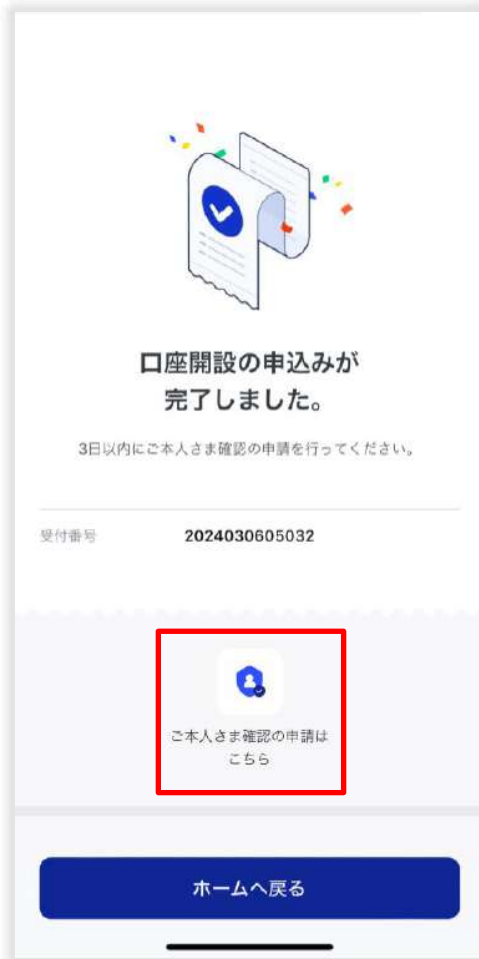 口座開設の申込みが
完了しました。
3日以内にご本人さま確認の申請を行ってください。
受付番号 2024030605032
ご本人さま確認の申請は
こちら
ホームへ戻る